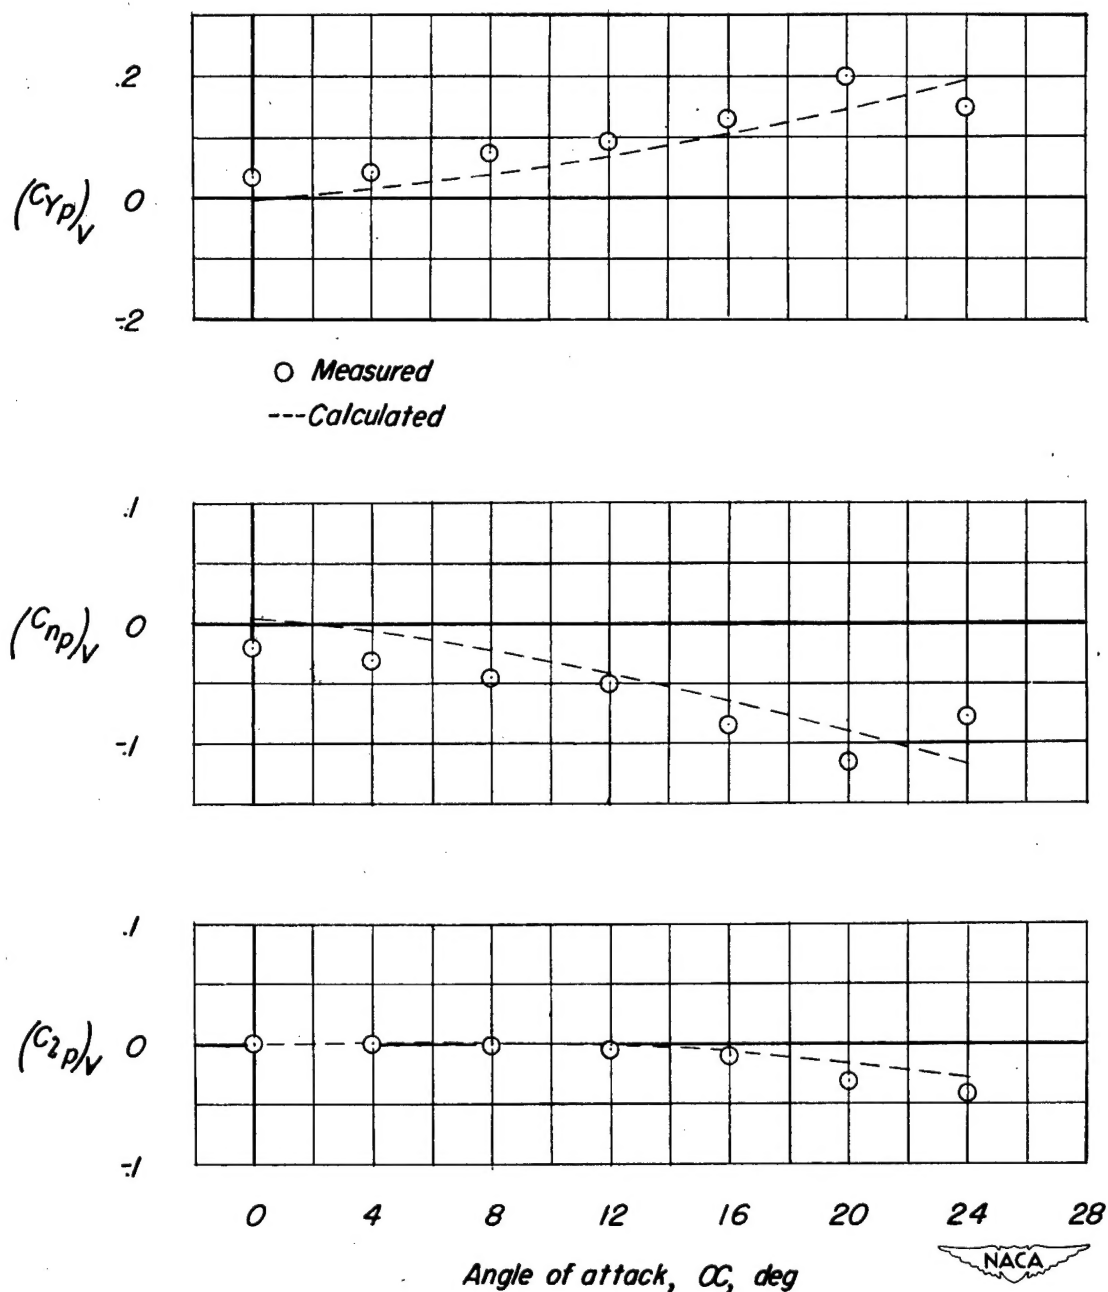 .2
(CYp)V 0
-.2
Measured
---Calculated
.1
(Cnp)V 0
-.1
.1
(Clp)V 0
-.1
0 4 8 12 16 20 24 28
Angle of attack, α, deg
NACA